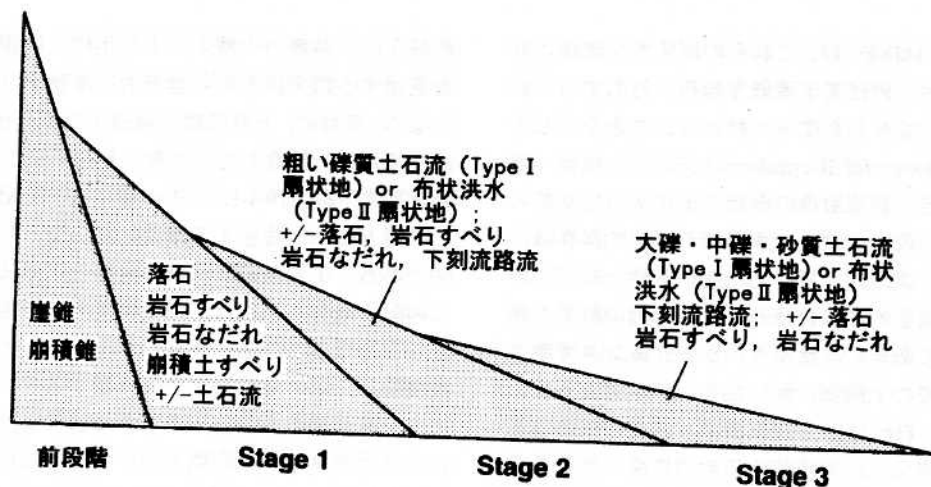 粗い礫質土石流 (Type I
扇状地) or 布状洪水
(Type II 扇状地) ;
+/−落石, 岩石すべり
岩石なだれ, 下刻流路流
大礫・中礫・砂質土石流
(Type I 扇状地) or 布状
洪水 (Type II 扇状地)
下刻流路流; +/−落石
岩石すべり, 岩石なだれ
崖錐
崩積錐
落石
岩石すべり
岩石なだれ
崩積土すべり
+/−土石流
前段階
Stage 1
Stage 2
Stage 3